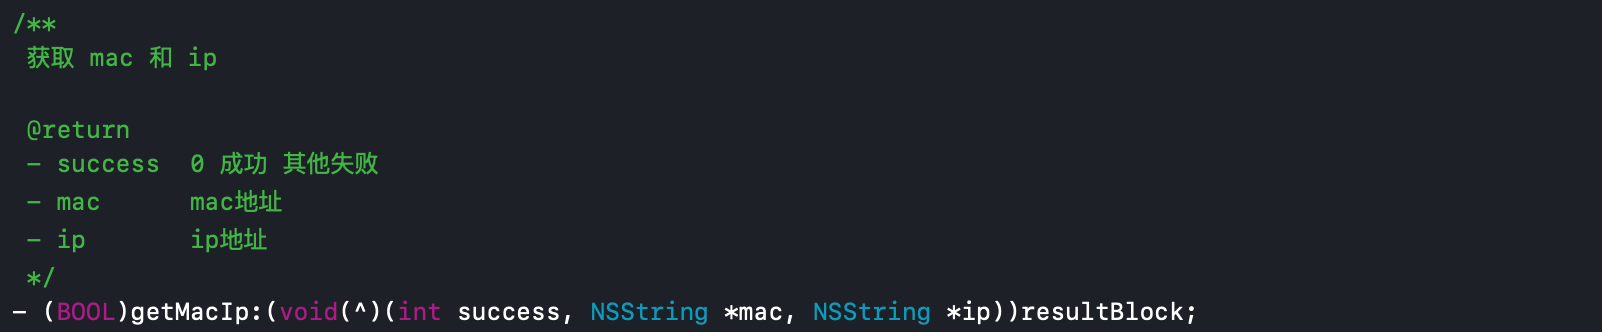 /**
获取 mac 和 ip
@return
- success  0 成功 其他失败
- mac      mac地址
- ip       ip地址
*/
- (BOOL)getMacIp:(void(^)(int success, NSString *mac, NSString *ip))resultBlock;